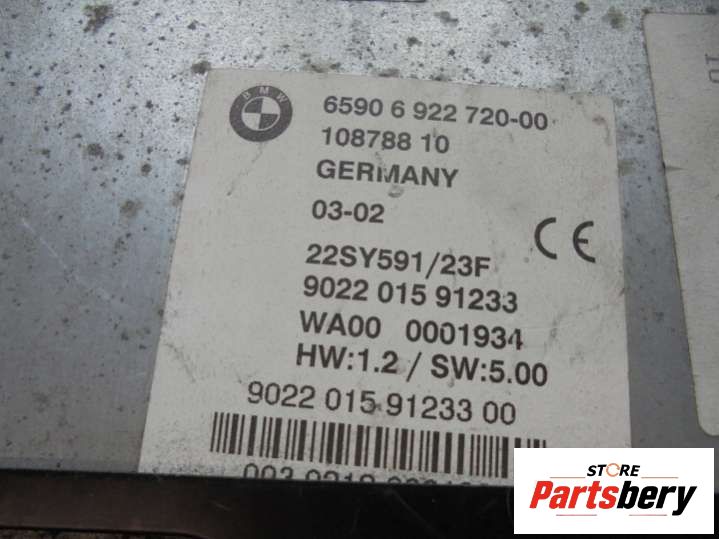 BMW
6590 6 922 720-00
108788 10
GERMANY
03-02
CE
22SY591/23F
9022 015 91233
WA00 0001934
HW:1.2 / SW:5.00
9022 015 91233 00
STORE
Partsbery